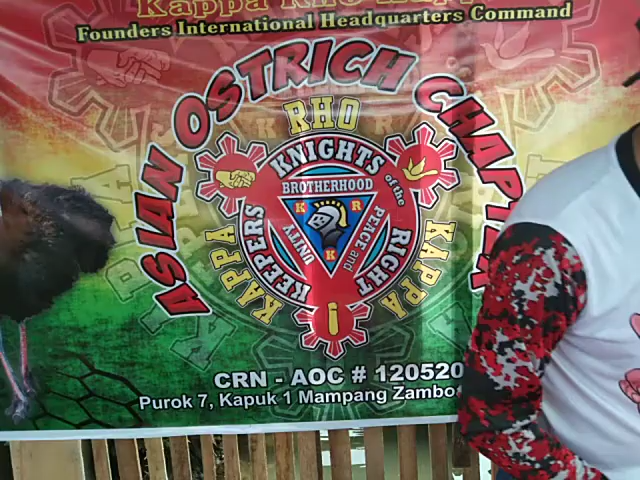 Kappa Rho Kappa
Founders International Headquarters Command
ASIAN OSTRICH CHAPTER
RHO
KAPPA
KAPPA
KNIGHTS
of the
RIGHT
KEEPERS
BROTHERHOOD
PEACE and
UNITY
K R
K
i
CRN - AOC # 120520
Purok 7, Kapuk 1 Mampang